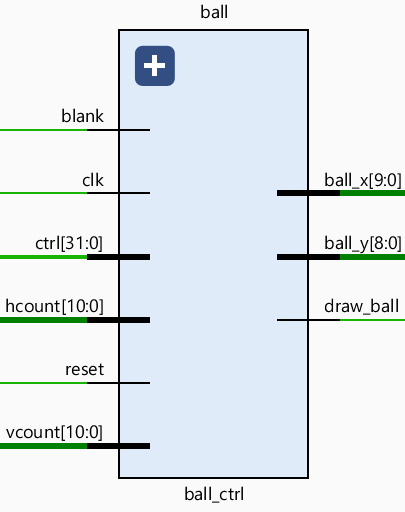 ball
blank
clk
ball_x[9:0]
ctrl[31:0]
ball_y[8:0]
hcount[10:0]
draw_ball
reset
vcount[10:0]
ball_ctrl